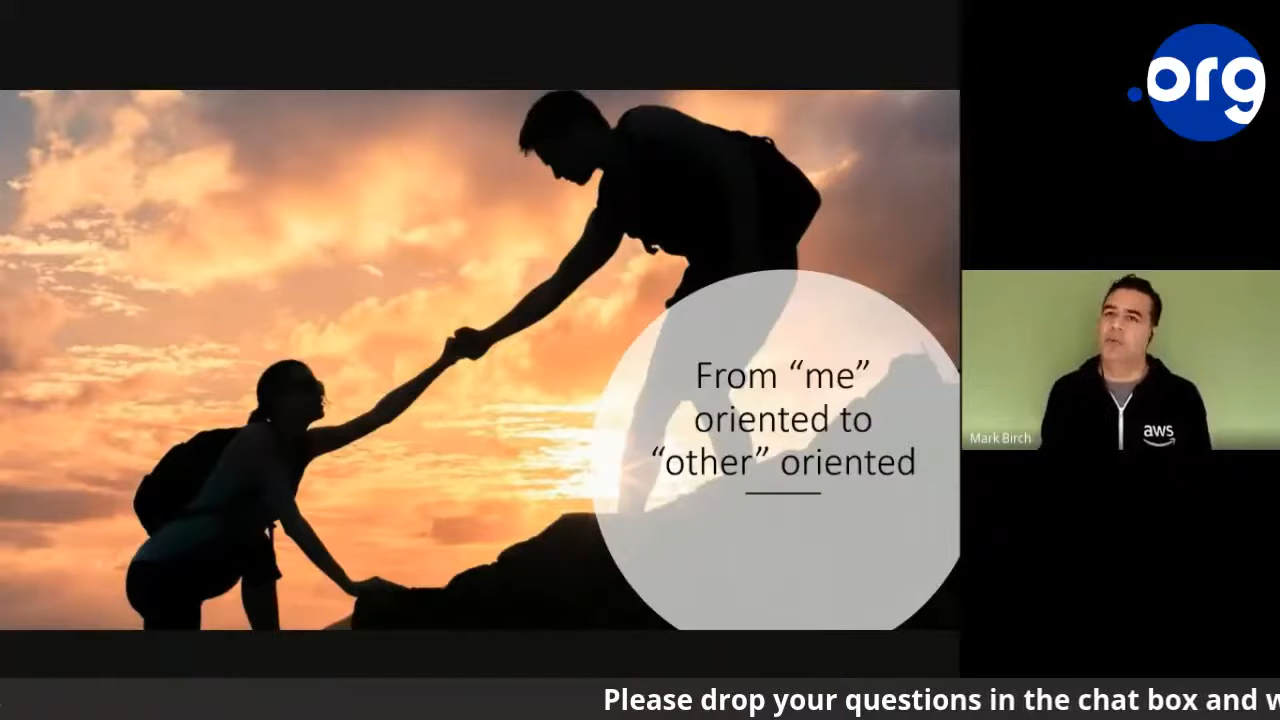 .org
From “me”
oriented to
“other” oriented
Mark Birch
aws
Please drop your questions in the chat box and